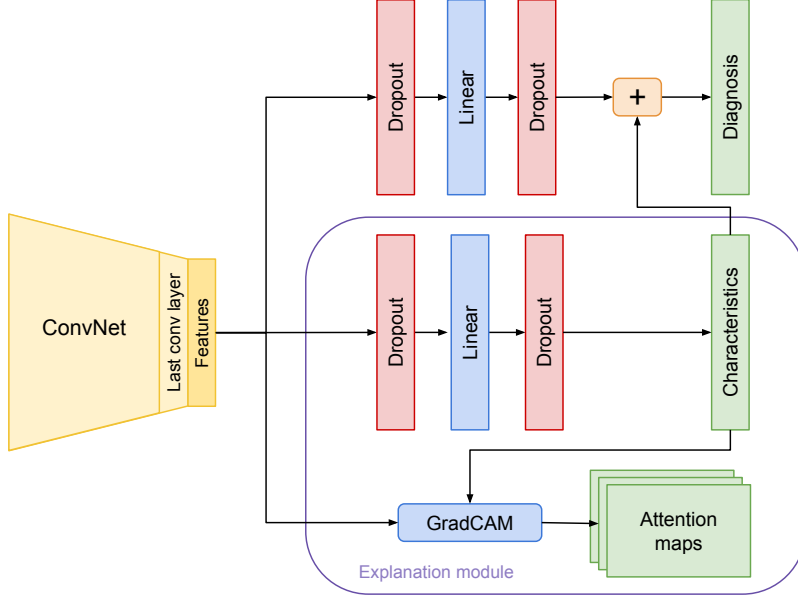 Dropout
Linear
Dropout
+
Diagnosis
ConvNet
Last conv layer
Features
Dropout
Linear
Dropout
Characteristics
GradCAM
Attention
maps
Explanation module